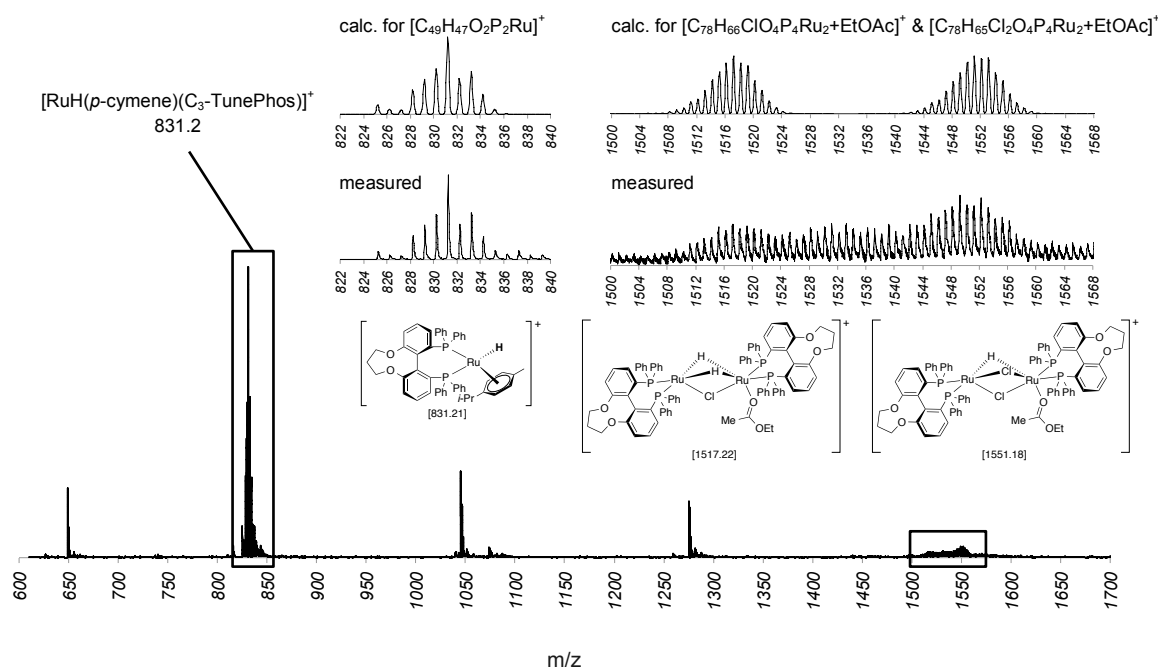 calc. for [C49H47O2P2Ru]+
calc. for [C78H66ClO4P4Ru2+EtOAc]+ & [C78H65Cl2O4P4Ru2+EtOAc]+
[RuH(p-cymene)(C3-TunePhos)]+
831.2
822 824 826 828 830 832 834 836 838 840
1500 1504 1508 1512 1516 1520 1524 1528 1532 1536 1540 1544 1548 1552 1556 1560 1564 1568
measured
measured
822 824 826 828 830 832 834 836 838 840
1500 1504 1508 1512 1516 1520 1524 1528 1532 1536 1540 1544 1548 1552 1556 1560 1564 1568
+
Ph
Ph
O
P
H
Ru
O
P
Ph
Ph
i-Pr
[831.21]
+
O
O
Ph
Ph
P
H
Ph Ph
P
Ru
H
Ru
P
Ph
Ph
O
P
Ph
Ph
Cl
O
O
Me
OEt
[1517.22]
+
O
O
Ph
Ph
P
H
Ph Ph
P
Ru
Cl
Ru
P
Ph
Ph
O
P
Ph
Ph
Cl
O
O
Me
OEt
[1551.18]
600 650 700 750 800 850 900 950 1000 1050 1100 1150 1200 1250 1300 1350 1400 1450 1500 1550 1600 1650 1700
m/z